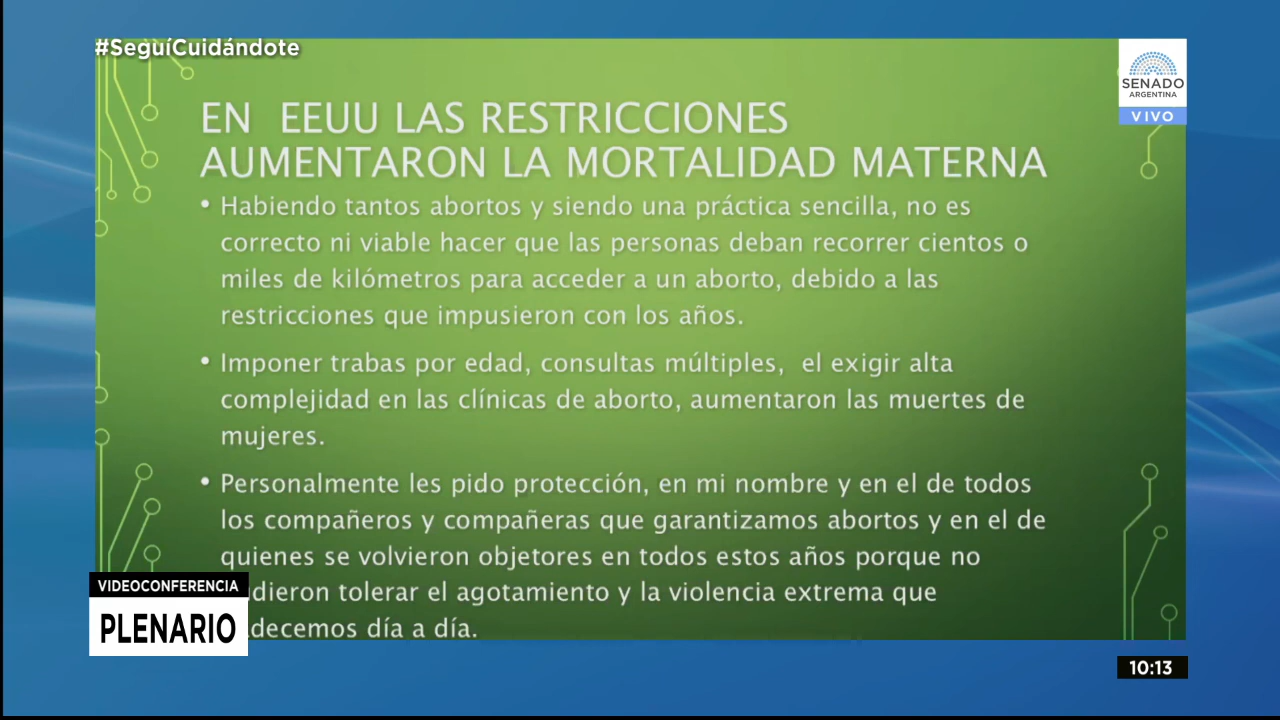 #SeguíCuidándote
SENADO
ARGENTINA
VIVO
EN EEUU LAS RESTRICCIONES
AUMENTARON LA MORTALIDAD MATERNA
• Habiendo tantos abortos y siendo una práctica sencilla, no es
correcto ni viable hacer que las personas deban recorrer cientos o
miles de kilómetros para acceder a un aborto, debido a las
restricciones que impusieron con los años.
• Imponer trabas por edad, consultas múltiples, el exigir alta
complejidad en las clínicas de aborto, aumentaron las muertes de
mujeres.
• Personalmente les pido protección, en mi nombre y en el de todos
los compañeros y compañeras que garantizamos abortos y en el de
quienes se volvieron objetores en todos estos años porque no
dieron tolerar el agotamiento y la violencia extrema que
decemos día a día.
VIDEOCONFERENCIA
PLENARIO
10:13